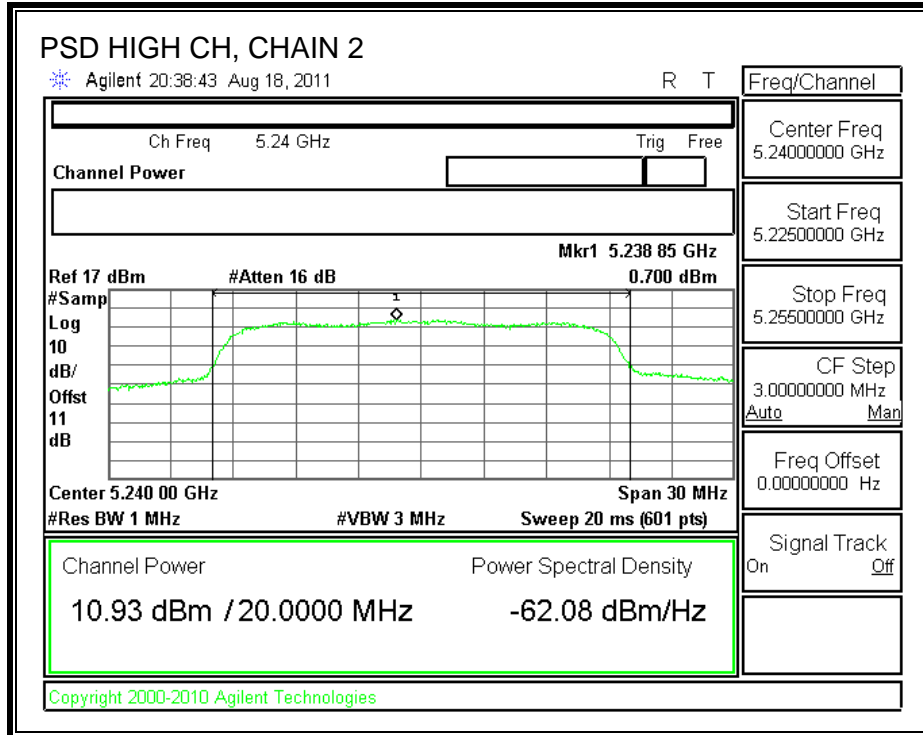 PSD HIGH CH, CHAIN 2
Agilent 20:38:43 Aug 18, 2011 R T
Freq/Channel
Ch Freq 5.24 GHz Trig Free
Channel Power
Mkr1 5.238 85 GHz
Ref 17 dBm #Atten 16 dB 0.700 dBm
#Samp
Log
10
dB/
Offst
11
dB
1
Center 5.240 00 GHz Span 30 MHz
#Res BW 1 MHz #VBW 3 MHz Sweep 20 ms (601 pts)
Channel Power Power Spectral Density
10.93 dBm / 20.0000 MHz -62.08 dBm/Hz
Copyright 2000-2010 Agilent Technologies
Center Freq
5.24000000 GHz
Start Freq
5.22500000 GHz
Stop Freq
5.25500000 GHz
CF Step
3.00000000 MHz
Auto Man
Freq Offset
0.00000000 Hz
Signal Track
On Off